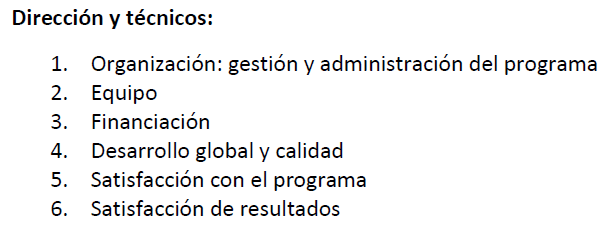 Dirección y técnicos:
1. Organización: gestión y administración del programa
2. Equipo
3. Financiación
4. Desarrollo global y calidad
5. Satisfacción con el programa
6. Satisfacción de resultados